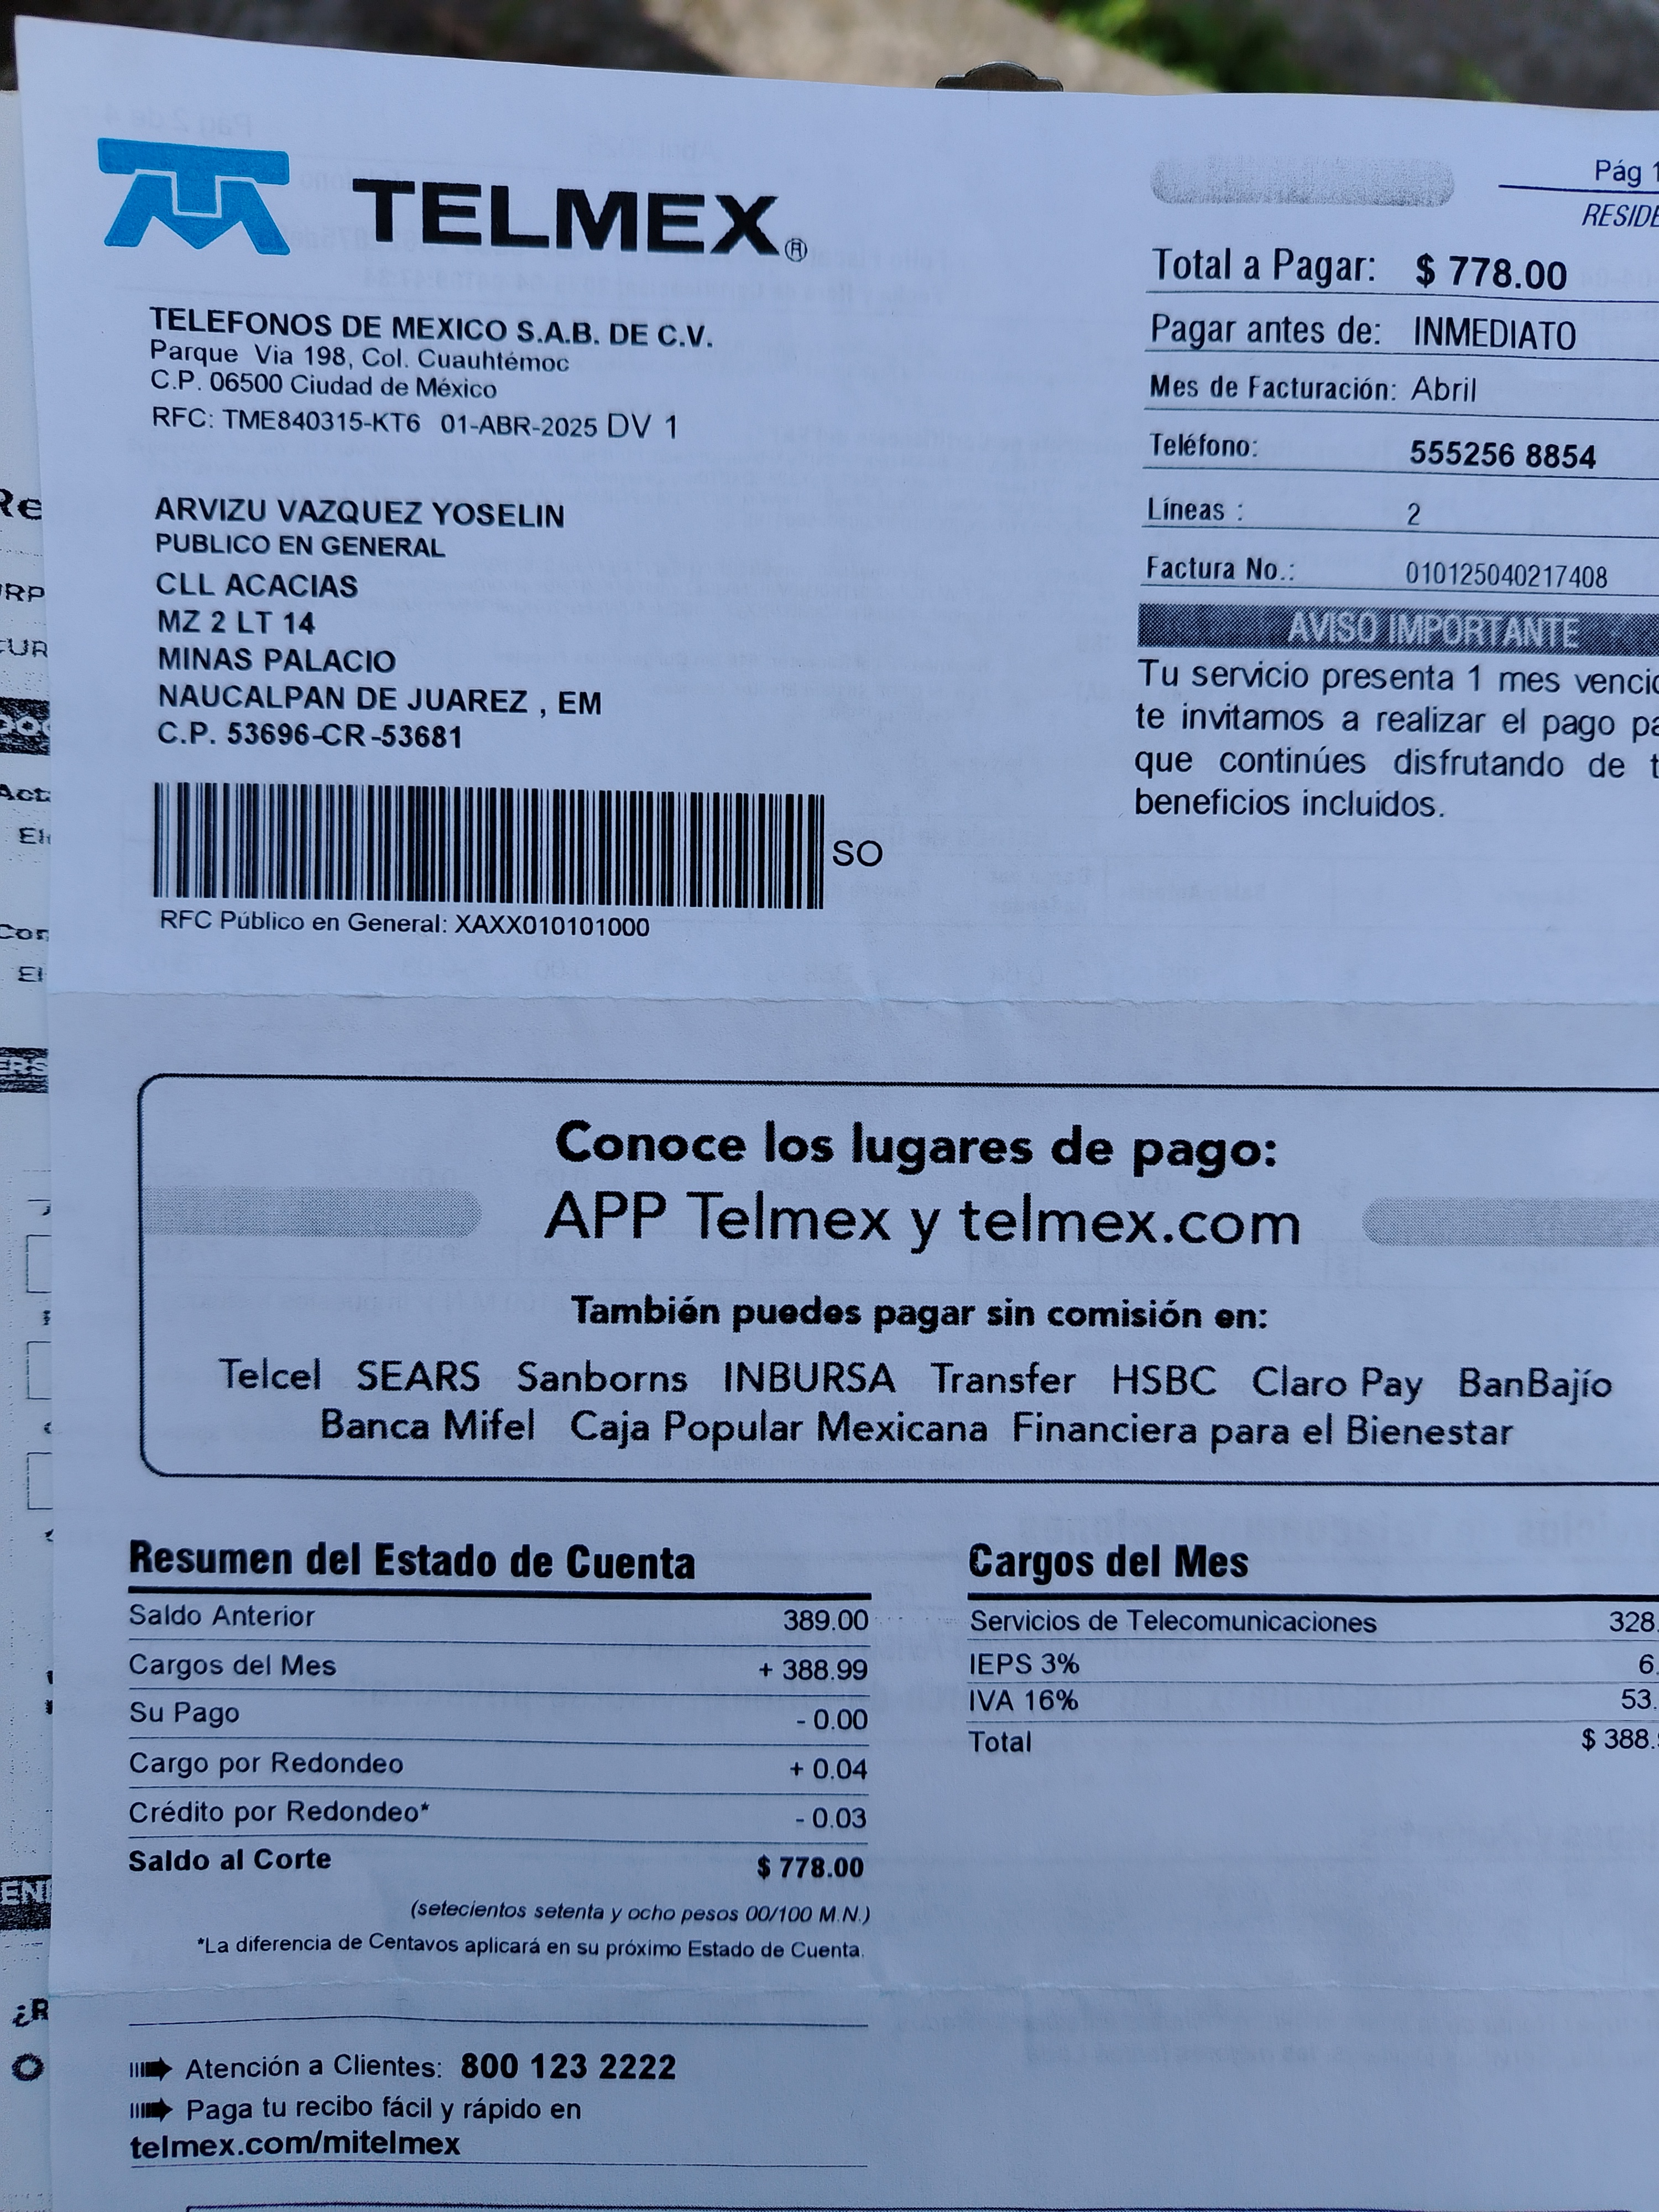 TELMEX®
Pág 1
RESIDE
Total a Pagar: $ 778.00
Pagar antes de: INMEDIATO
Mes de Facturación: Abril
Teléfono: 555256 8854
Líneas : 2
Factura No.: 010125040217408
AVISO IMPORTANTE
Tu servicio presenta 1 mes vencid
te invitamos a realizar el pago pa
que continúes disfrutando de t
beneficios incluidos.
TELEFONOS DE MEXICO S.A.B. DE C.V.
Parque Via 198, Col. Cuauhtémoc
C.P. 06500 Ciudad de México
RFC: TME840315-KT6 01-ABR-2025 DV 1
ARVIZU VAZQUEZ YOSELIN
PUBLICO EN GENERAL
CLL ACACIAS
MZ 2 LT 14
MINAS PALACIO
NAUCALPAN DE JUAREZ , EM
C.P. 53696-CR-53681
SO
RFC Público en General: XAXX010101000
Conoce los lugares de pago:
APP Telmex y telmex.com
También puedes pagar sin comisión en:
Telcel SEARS Sanborns INBURSA Transfer HSBC Claro Pay BanBajío
Banca Mifel Caja Popular Mexicana Financiera para el Bienestar
Resumen del Estado de Cuenta
Saldo Anterior 389.00
Cargos del Mes + 388.99
Su Pago - 0.00
Cargo por Redondeo + 0.04
Crédito por Redondeo* - 0.03
Saldo al Corte $ 778.00
(setecientos setenta y ocho pesos 00/100 M.N.)
*La diferencia de Centavos aplicará en su próximo Estado de Cuenta.
Cargos del Mes
Servicios de Telecomunicaciones 328.
IEPS 3% 6.
IVA 16% 53.
Total $ 388.
Atención a Clientes: 800 123 2222
Paga tu recibo fácil y rápido en
telmex.com/mitelmex